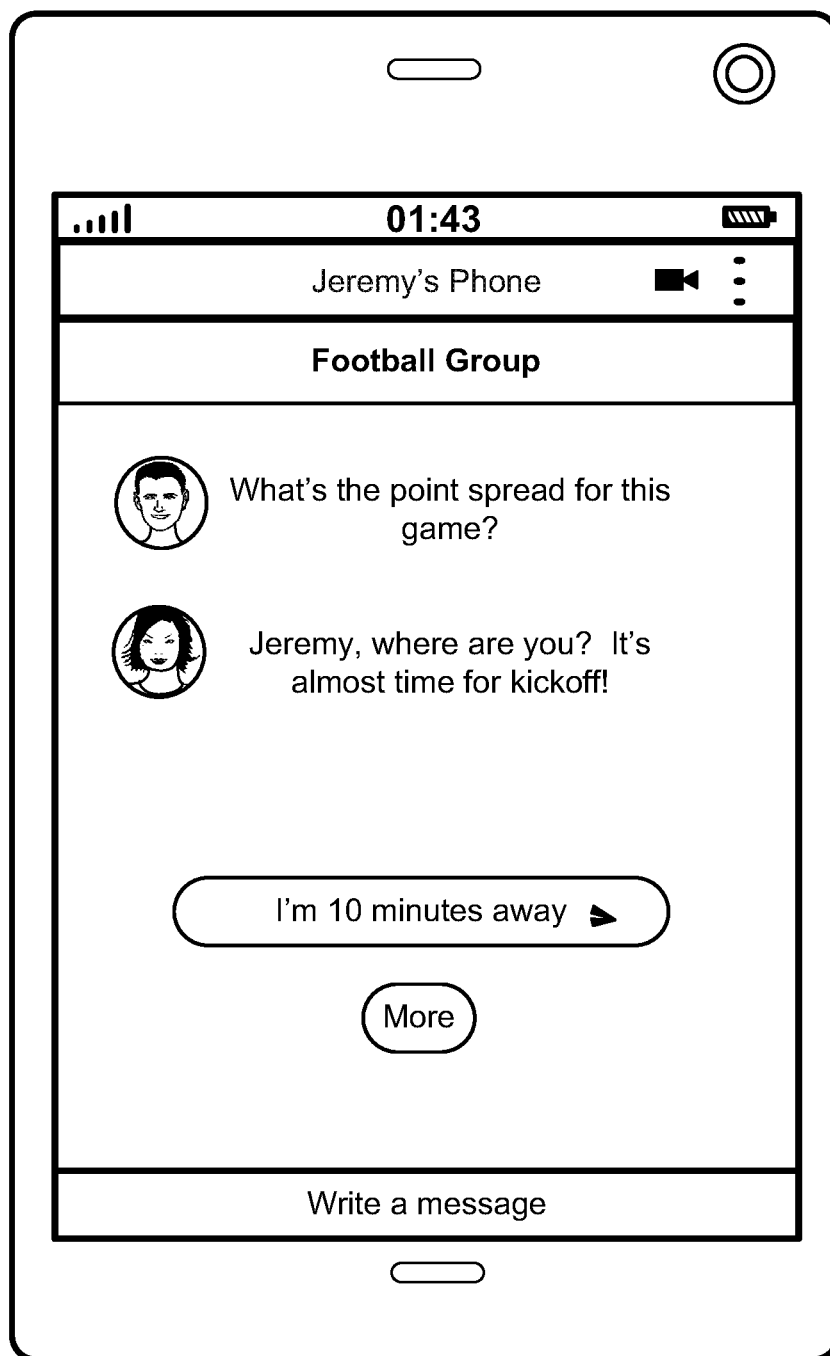 01:43
Jeremy’s Phone
Football Group
What’s the point spread for this
game?
Jeremy, where are you?  It’s
almost time for kickoff!
I’m 10 minutes away
More
Write a message